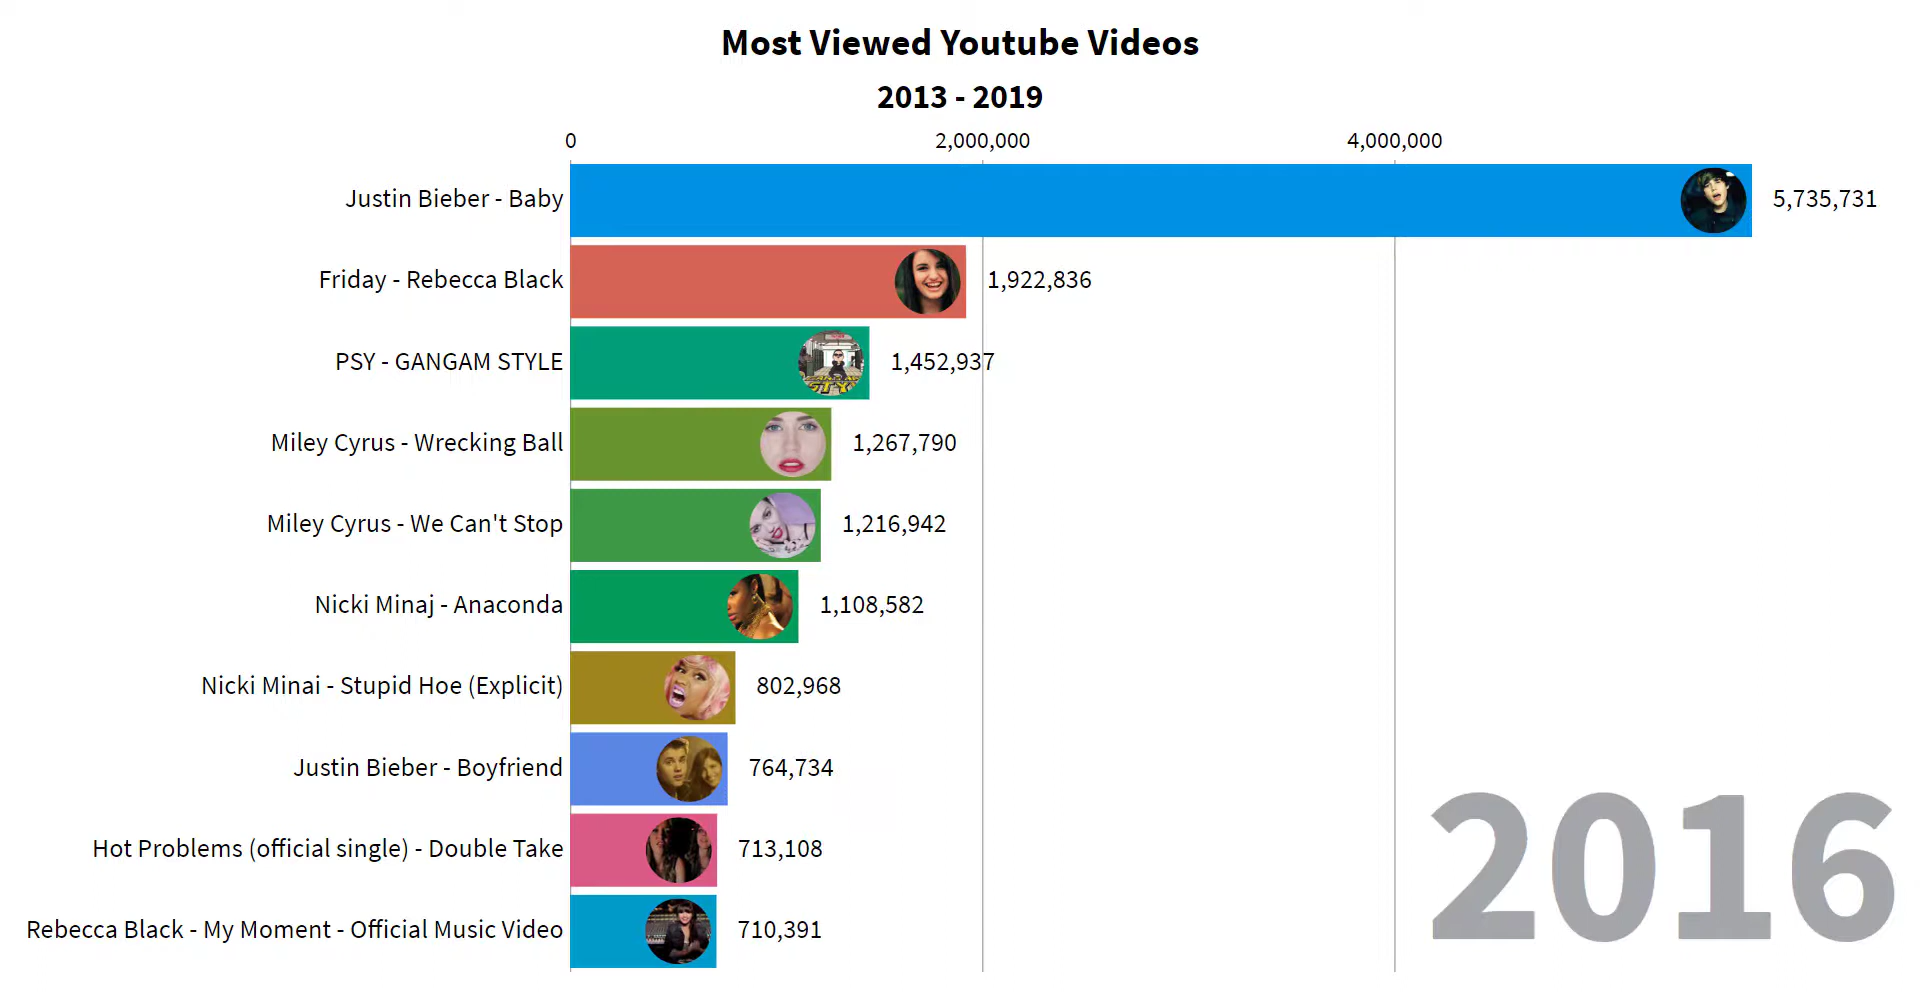 Most Viewed Youtube Videos
2013 - 2019
0 2,000,000 4,000,000
Justin Bieber - Baby 5,735,731
Friday - Rebecca Black 1,922,836
PSY - GANGAM STYLE 1,452,937
Miley Cyrus - Wrecking Ball 1,267,790
Miley Cyrus - We Can't Stop 1,216,942
Nicki Minaj - Anaconda 1,108,582
Nicki Minai - Stupid Hoe (Explicit) 802,968
Justin Bieber - Boyfriend 764,734
Hot Problems (official single) - Double Take 713,108
Rebecca Black - My Moment - Official Music Video 710,391
2016